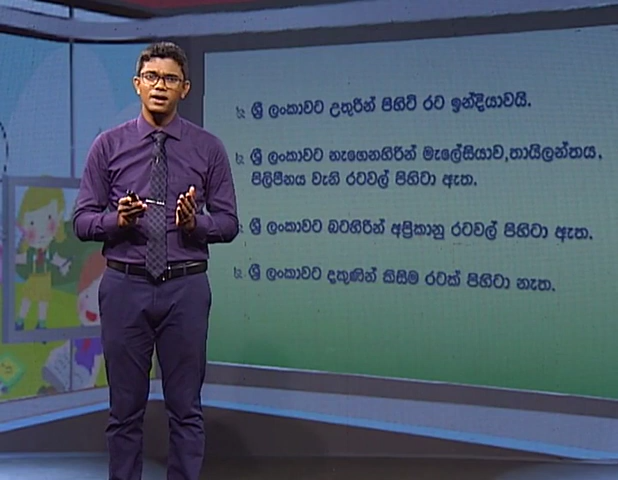 ශ්‍රී ලංකාවට උතුරින් පිහිටි රට ඉන්දියාවයි.
ශ්‍රී ලංකාවට නැගෙනහිරින් මැලේසියාව,තායිලන්තය,
පිලිපීනය වැනි රටවල් පිහිටා ඇත.
ශ්‍රී ලංකාවට බටහිරින් අප්‍රිකානු රටවල් පිහිටා ඇත.
ශ්‍රී ලංකාවට දකුණින් කිසිම රටක් පිහිටා නැත.